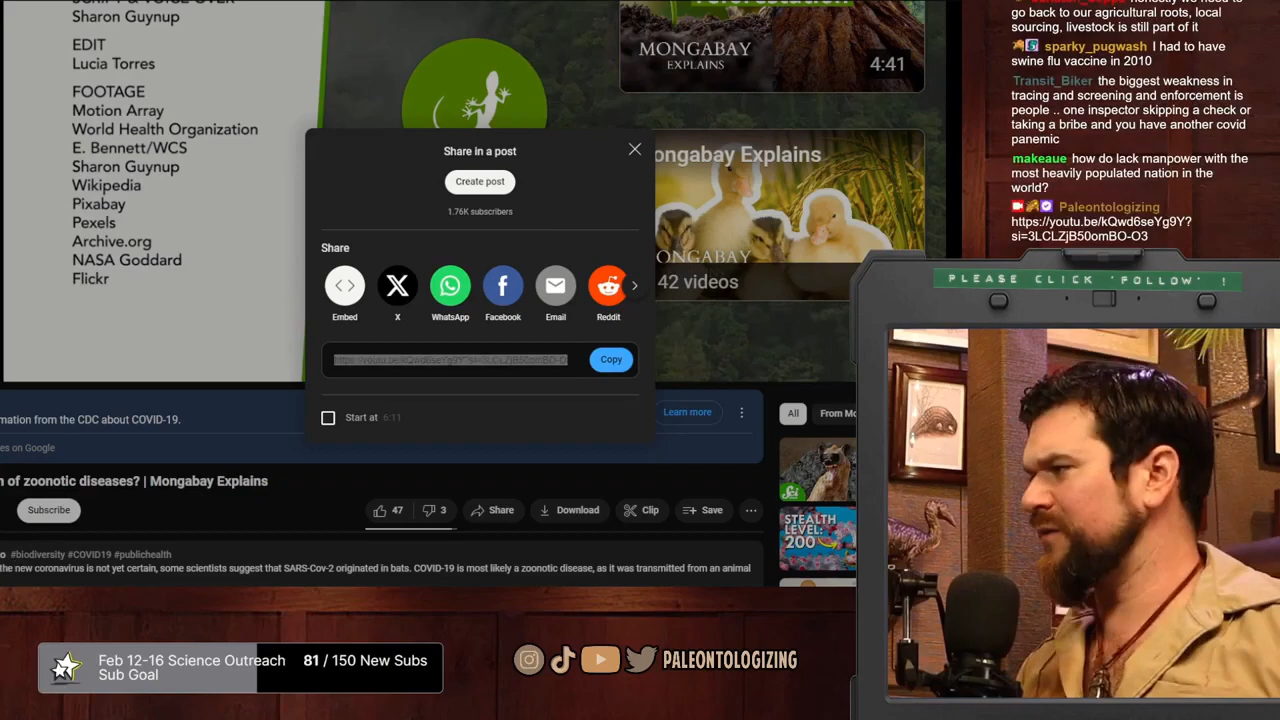 Sharon Guynup
EDIT
Lucia Torres
FOOTAGE
Motion Array
World Health Organization
E. Bennett/WCS
Sharon Guynup
Wikipedia
Pixabay
Pexels
Archive.org
NASA Goddard
Flickr
MONGABAY
EXPLAINS
4:41
ongabay Explains
MONGABAY
42 videos
Share in a post
Create post
1.76K subscribers
Share
Embed
X
WhatsApp
Facebook
Email
Reddit
https://youtu.be/kQwd6seYg9Y?si=3LCLZjB50omBO-O
Copy
Start at 6:11
mation from the CDC about COVID-19.
Learn more
es on Google
All
From Mo
n of zoonotic diseases? | Mongabay Explains
Subscribe
47
3
Share
Download
Clip
Save
Sci
STEALTH
LEVEL:
200
#biodiversity #COVID19 #publichealth
the new coronavirus is not yet certain, some scientists suggest that SARS-Cov-2 originated in bats. COVID-19 is most likely a zoonotic disease, as it was transmitted from an animal
go back to our agricultural roots, local
sourcing, livestock is still part of it
sparky_pugwash I had to have
swine flu vaccine in 2010
Transit_Biker the biggest weakness in
tracing and screening and enforcement is
people .. one inspector skipping a check or
taking a bribe and you have another covid
panemic
makeaue how do lack manpower with the
most heavily populated nation in the
world?
Paleontologizing
https://youtu.be/kQwd6seYg9Y?
si=3LCLZjB50omBO-O3
PLEASE CLICK 'FOLLOW' !
Feb 12-16 Science Outreach
Sub Goal
81 / 150 New Subs
PALEONTOLOGIZING